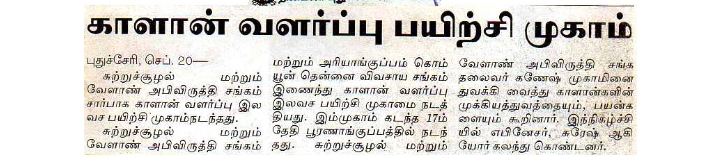 காளான் வளர்ப்பு பயிற்சி முகாம்
புதுச்சேரி, செப். 20—
சுற்றுச்சூழல் மற்றும்
வேளாண் அபிவிருத்தி சங்கம்
சார்பாக காளான் வளர்ப்பு இல
வச பயிற்சி முகாம்நடந்தது.
சுற்றுச்சூழல் மற்றும்
வேளாண் அபிவிருத்தி சங்கம்
மற்றும் அரியாங்குப்பம் கொம்
யூன் தென்னை விவசாய சங்கம்
இணைந்து காளான் வளர்ப்பு
இலவச பயிற்சி முகாமை நடத்
தியது. இம்முகாம் கடந்த 17ம்
தேதி பூரணாங்குப்பத்தில் நடந்
தது. சுற்றுச்சூழல் மற்றும்
வேளாண் அபிவிருத்தி சங்க
தலைவர் கணேஷ் முகாமினை
துவக்கி வைத்து காளான்களின்
முக்கியத்துவத்தையும், பயன்க
ளையும் கூறினார். இந்நிகழ்ச்சி
யில் எபினேசர், சுரேஷ் ஆகி
யோர் கலந்து கொண்டனர்.